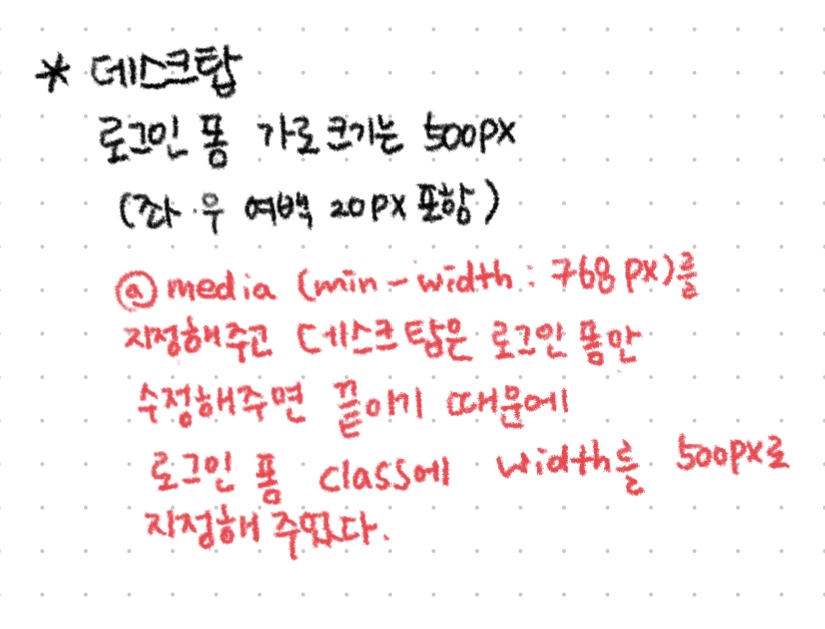 * 데스크탑
로그인 폼 가로크기는 500px
(좌·우 여백 20px 포함)
@media (min-width : 768px)를
지정해주고 데스크탑은 로그인 폼만
수정해주면 끝이기 때문에
로그인 폼 class에 width를 500px로
지정해 주었다.